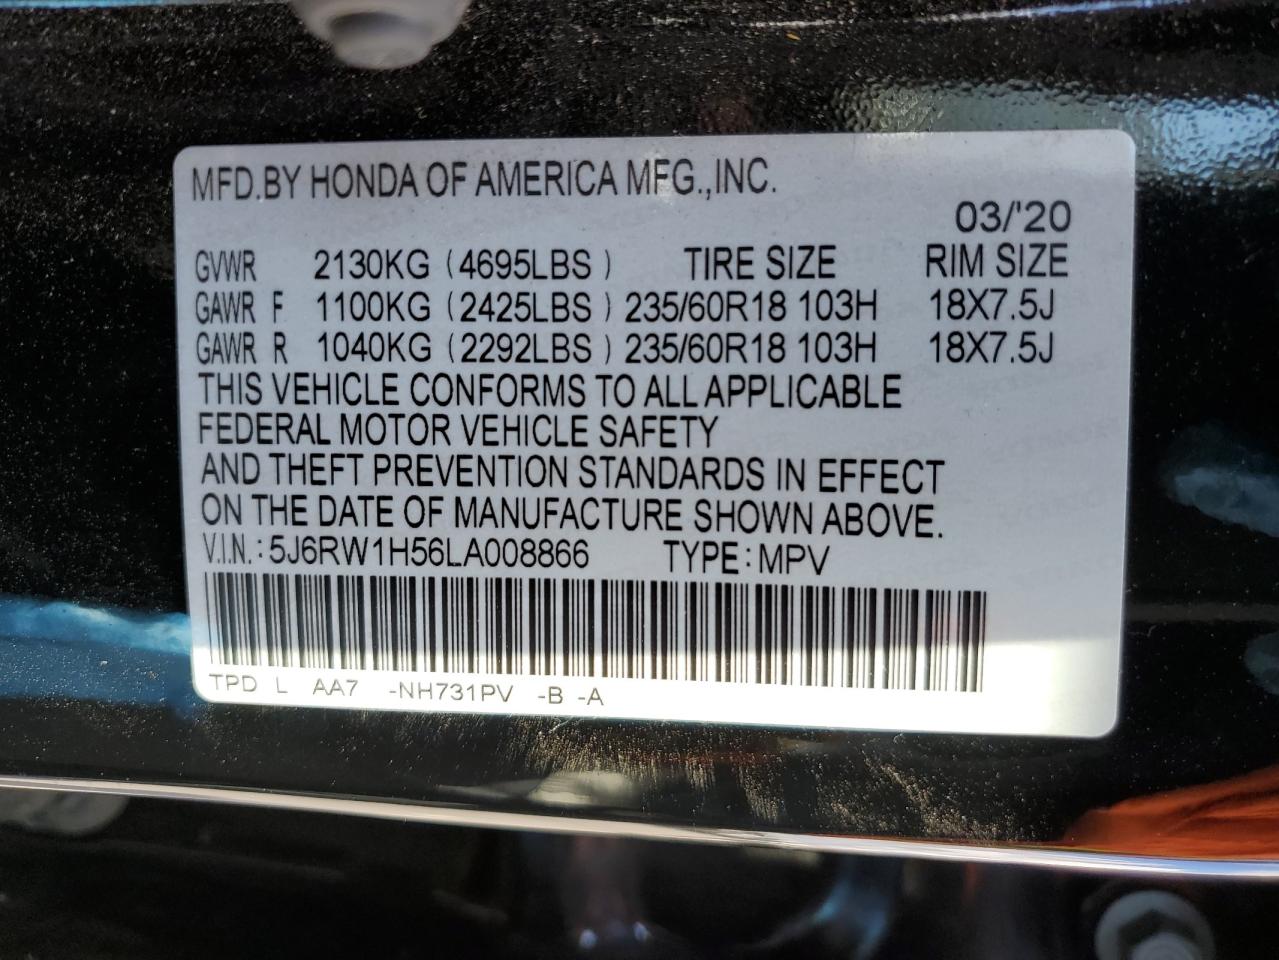 MFD.BY HONDA OF AMERICA MFG.,INC.
03/'20
GVWR 2130KG (4695LBS) TIRE SIZE RIM SIZE
GAWR F 1100KG (2425LBS) 235/60R18 103H 18X7.5J
GAWR R 1040KG (2292LBS) 235/60R18 103H 18X7.5J
THIS VEHICLE CONFORMS TO ALL APPLICABLE
FEDERAL MOTOR VEHICLE SAFETY
AND THEFT PREVENTION STANDARDS IN EFFECT
ON THE DATE OF MANUFACTURE SHOWN ABOVE.
V.I.N.: 5J6RW1H56LA008866 TYPE: MPV
TPD L AA7 -NH731PV -B -A